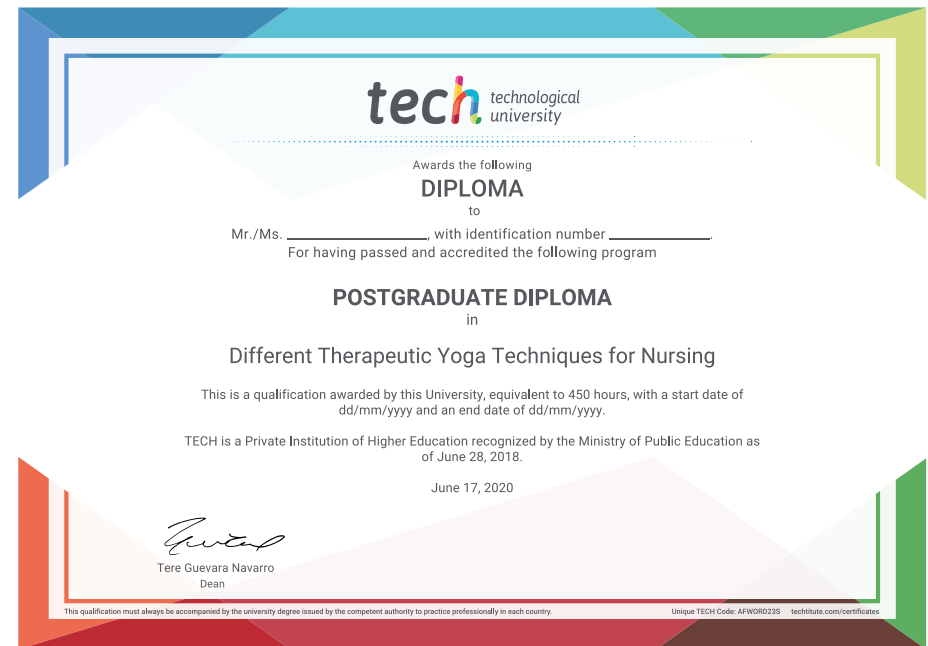 tech technological
university
Awards the following
DIPLOMA
to
Mr./Ms. ____________________, with identification number ______________.
For having passed and accredited the following program
POSTGRADUATE DIPLOMA
in
Different Therapeutic Yoga Techniques for Nursing
This is a qualification awarded by this University, equivalent to 450 hours, with a start date of
dd/mm/yyyy and an end date of dd/mm/yyyy.
TECH is a Private Institution of Higher Education recognized by the Ministry of Public Education as
of June 28, 2018.
June 17, 2020
Tere Guevara Navarro
Dean
This qualification must always be accompanied by the university degree issued by the competent authority to practice professionally in each country.
Unique TECH Code: AFWORD23S techtitute.com/certificates